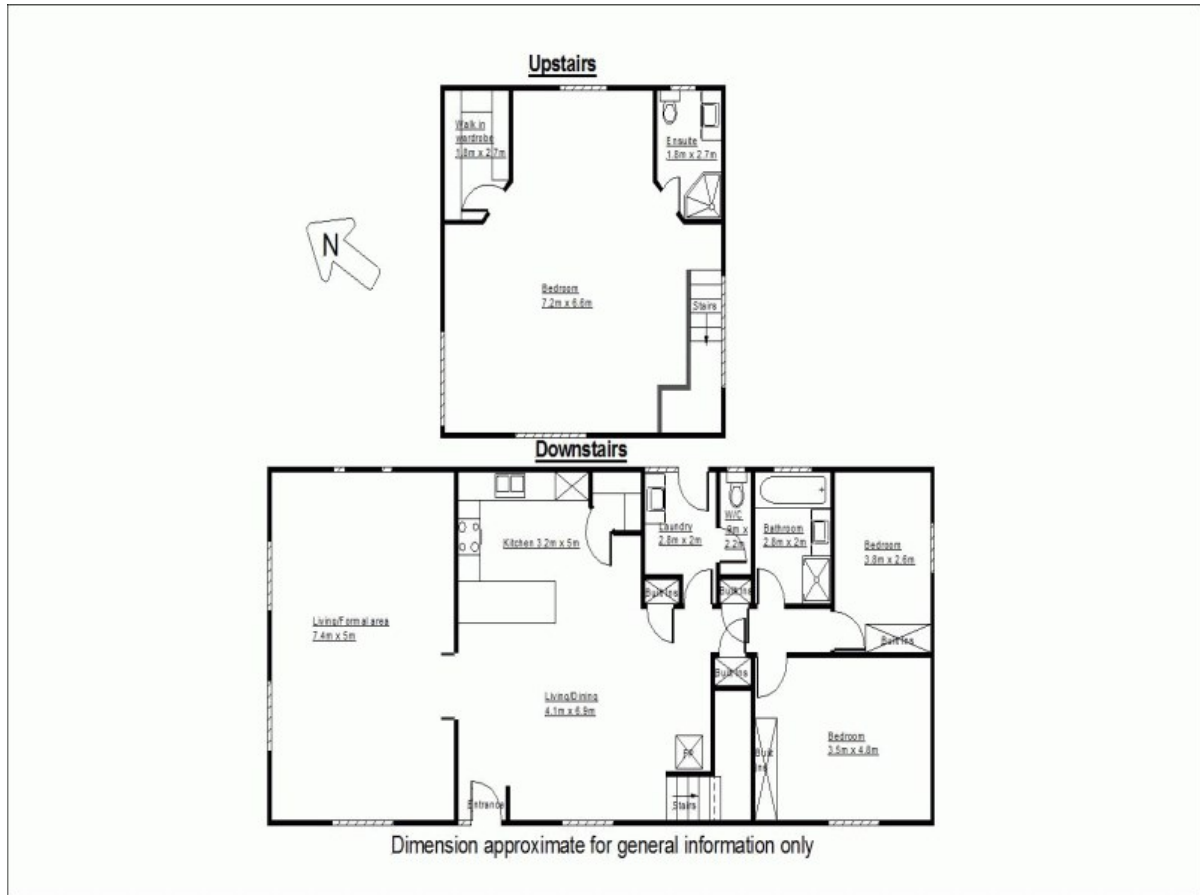 Upstairs
Walk in
wardrobe
1.8m x 2.7m
Ensuite
1.8m x 2.7m
N
Bedroom
7.2m x 6.6m
Stairs
Downstairs
Kitchen 3.2m x 5m
Laundry
2.8m x 2m
W/C
.9m x
2.2m
Bathroom
2.8m x 2m
Bedroom
3.8m x 2.6m
Built Ins
Built Ins
Living/Formal area
7.4m x 5m
Built Ins
Built Ins
Living/Dining
4.1m x 6.9m
Bedroom
3.5m x 4.8m
FP
Built
Ins
Entrance
Stairs
Dimension approximate for general information only